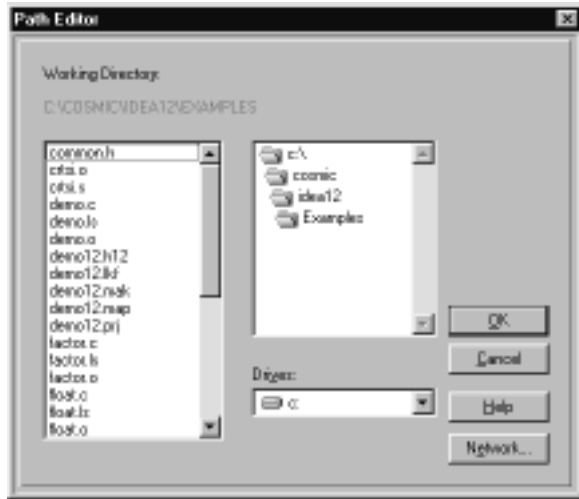 Path Editor
Working Directory:
C:\COSMIC\IDEA12\EXAMPLES
common.h
crtsi.o
crtsi.s
demo.c
demo.ls
demo.o
demo12.h12
demo12.lkf
demo12.mak
demo12.map
demo12.prj
factor.c
factor.ls
factor.o
float.c
float.ls
float.o
c:\
cosmic
idea12
Examples
Drives:
c:
OK
Cancel
Help
Network...